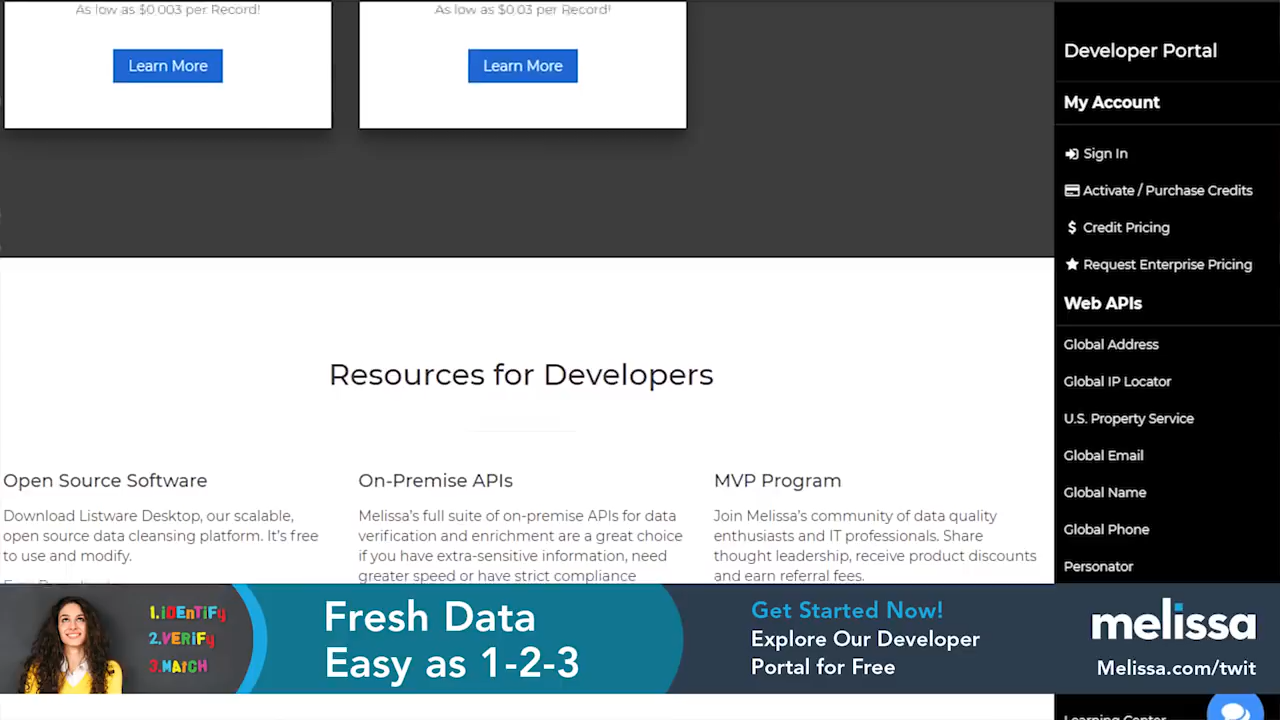 As low as $0.003 per Record!
As low as $0.03 per Record!
Learn More
Learn More
Resources for Developers
Open Source Software
Download Listware Desktop, our scalable,
open source data cleansing platform. It's free
to use and modify.
On-Premise APIs
Melissa's full suite of on-premise APIs for data
verification and enrichment are a great choice
if you have extra-sensitive information, need
greater speed or have strict compliance
MVP Program
Join Melissa's community of data quality
enthusiasts and IT professionals. Share
thought leadership, receive product discounts
and earn referral fees.
Developer Portal
My Account
Sign In
Activate / Purchase Credits
Credit Pricing
Request Enterprise Pricing
Web APIs
Global Address
Global IP Locator
U.S. Property Service
Global Email
Global Name
Global Phone
Personator
1.iDEnTiFy
2.VERiFy
3.MAtCH
Fresh Data
Easy as 1-2-3
Get Started Now!
Explore Our Developer
Portal for Free
melissa
Melissa.com/twit
Learning Center